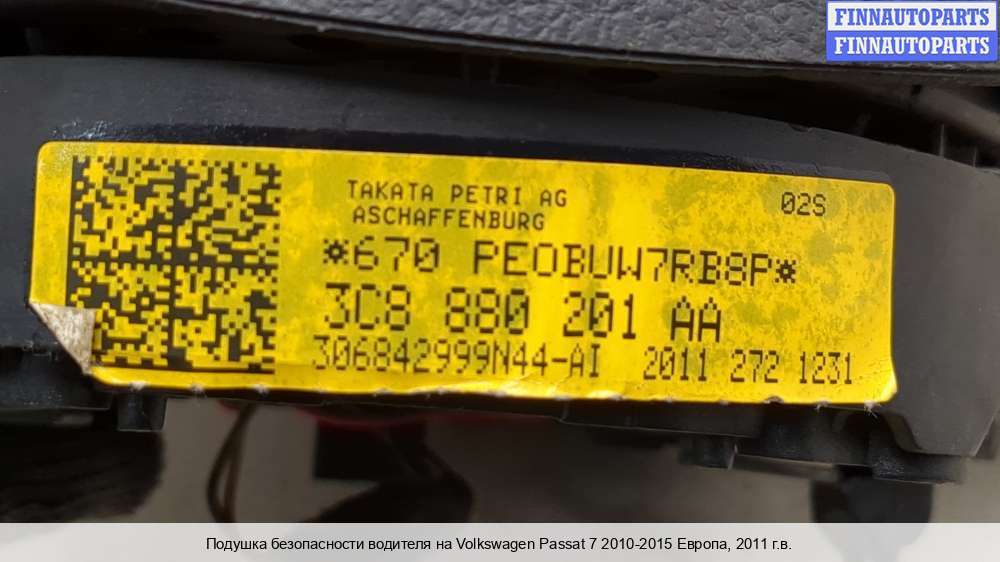 FINNAUTOPARTS
FINNAUTOPARTS
TAKATA PETRI AG
ASCHAFFENBURG
02S
*670 PEOBUW7RB8P*
3C8 880 201 AA
306842999N44-AI 2011 272 1231
Подушка безопасности водителя на Volkswagen Passat 7 2010-2015 Европа, 2011 г.в.